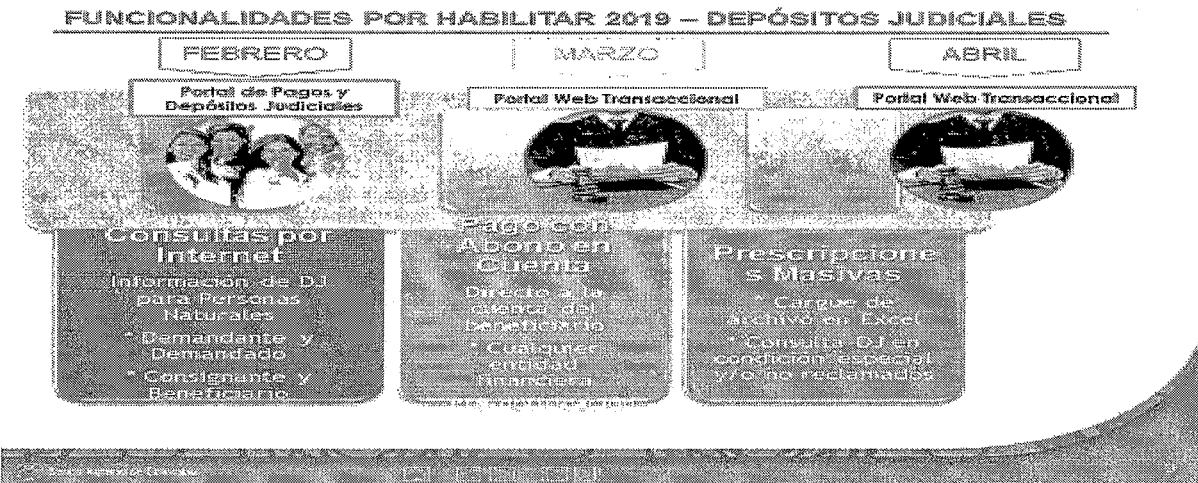 FUNCIONALIDADES POR HABILITAR 2019 – DEPÓSITOS JUDICIALES
FEBRERO
MARZO
ABRIL
Portal de Pagos y
Depósitos Judiciales
Portal Web Transaccional
Portal Web Transaccional
Consultas por
Internet
Información de DJ
para Personas
Naturales
* Demandante y
Demandado
* Consignante y
Beneficiario
Pago con
Abono en
Cuenta
Directo a la
cuenta del
beneficiario
* Cualquier
entidad
financiera
Prescripcione
s Masivas
* Cargue de
archivo en Excel
* Consulta DJ en
condición especial
y/o no reclamados